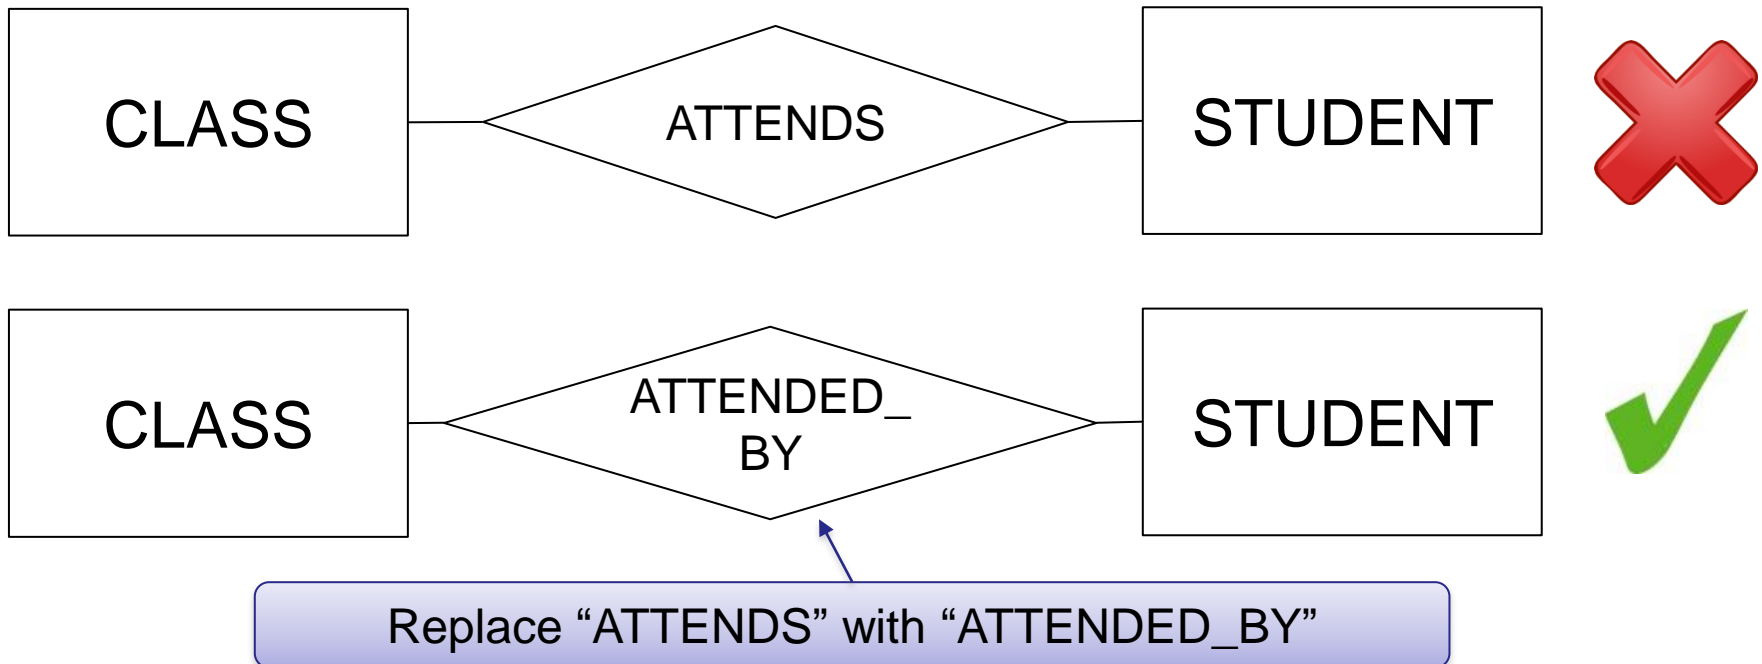 CLASS
ATTENDS
STUDENT
CLASS
ATTENDED_
BY
STUDENT
Replace “ATTENDS” with “ATTENDED_BY”